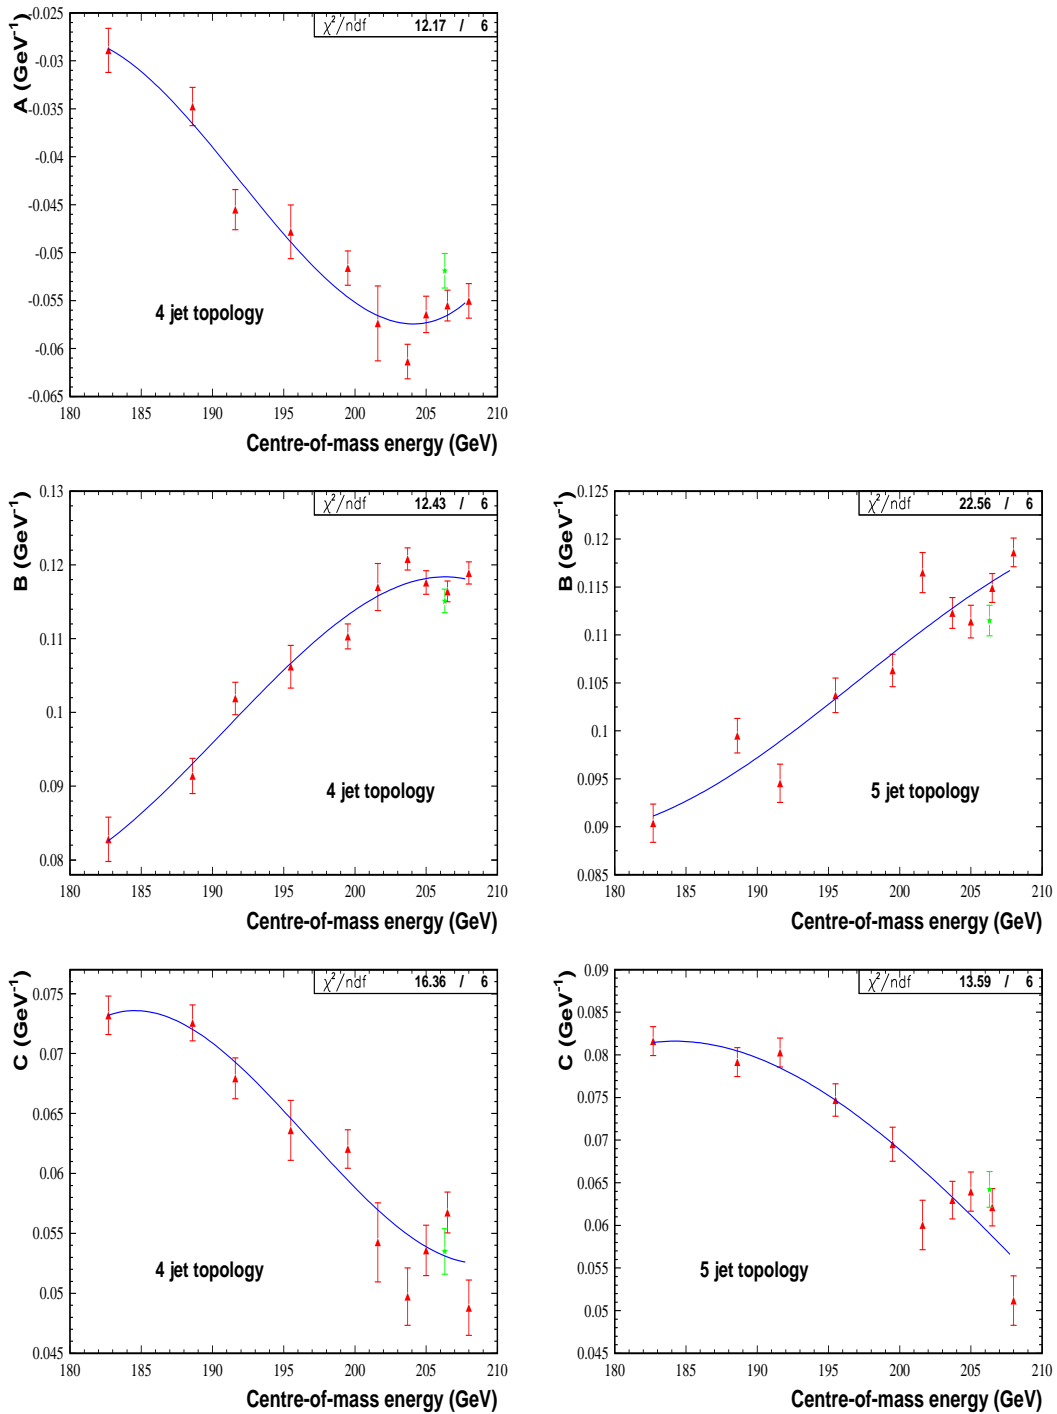 χ²/ndf 12.17 / 6
A (GeV⁻¹)
-0.025
-0.03
-0.035
-0.04
-0.045
-0.05
-0.055
-0.06
-0.065
4 jet topology
180 185 190 195 200 205 210
Centre-of-mass energy (GeV)
χ²/ndf 12.43 / 6
B (GeV⁻¹)
0.13
0.12
0.11
0.1
0.09
0.08
4 jet topology
180 185 190 195 200 205 210
Centre-of-mass energy (GeV)
χ²/ndf 22.56 / 6
B (GeV⁻¹)
0.125
0.12
0.115
0.11
0.105
0.1
0.095
0.09
0.085
5 jet topology
180 185 190 195 200 205 210
Centre-of-mass energy (GeV)
χ²/ndf 16.36 / 6
C (GeV⁻¹)
0.075
0.07
0.065
0.06
0.055
0.05
0.045
4 jet topology
180 185 190 195 200 205 210
Centre-of-mass energy (GeV)
χ²/ndf 13.59 / 6
C (GeV⁻¹)
0.09
0.085
0.08
0.075
0.07
0.065
0.06
0.055
0.05
0.045
5 jet topology
180 185 190 195 200 205 210
Centre-of-mass energy (GeV)